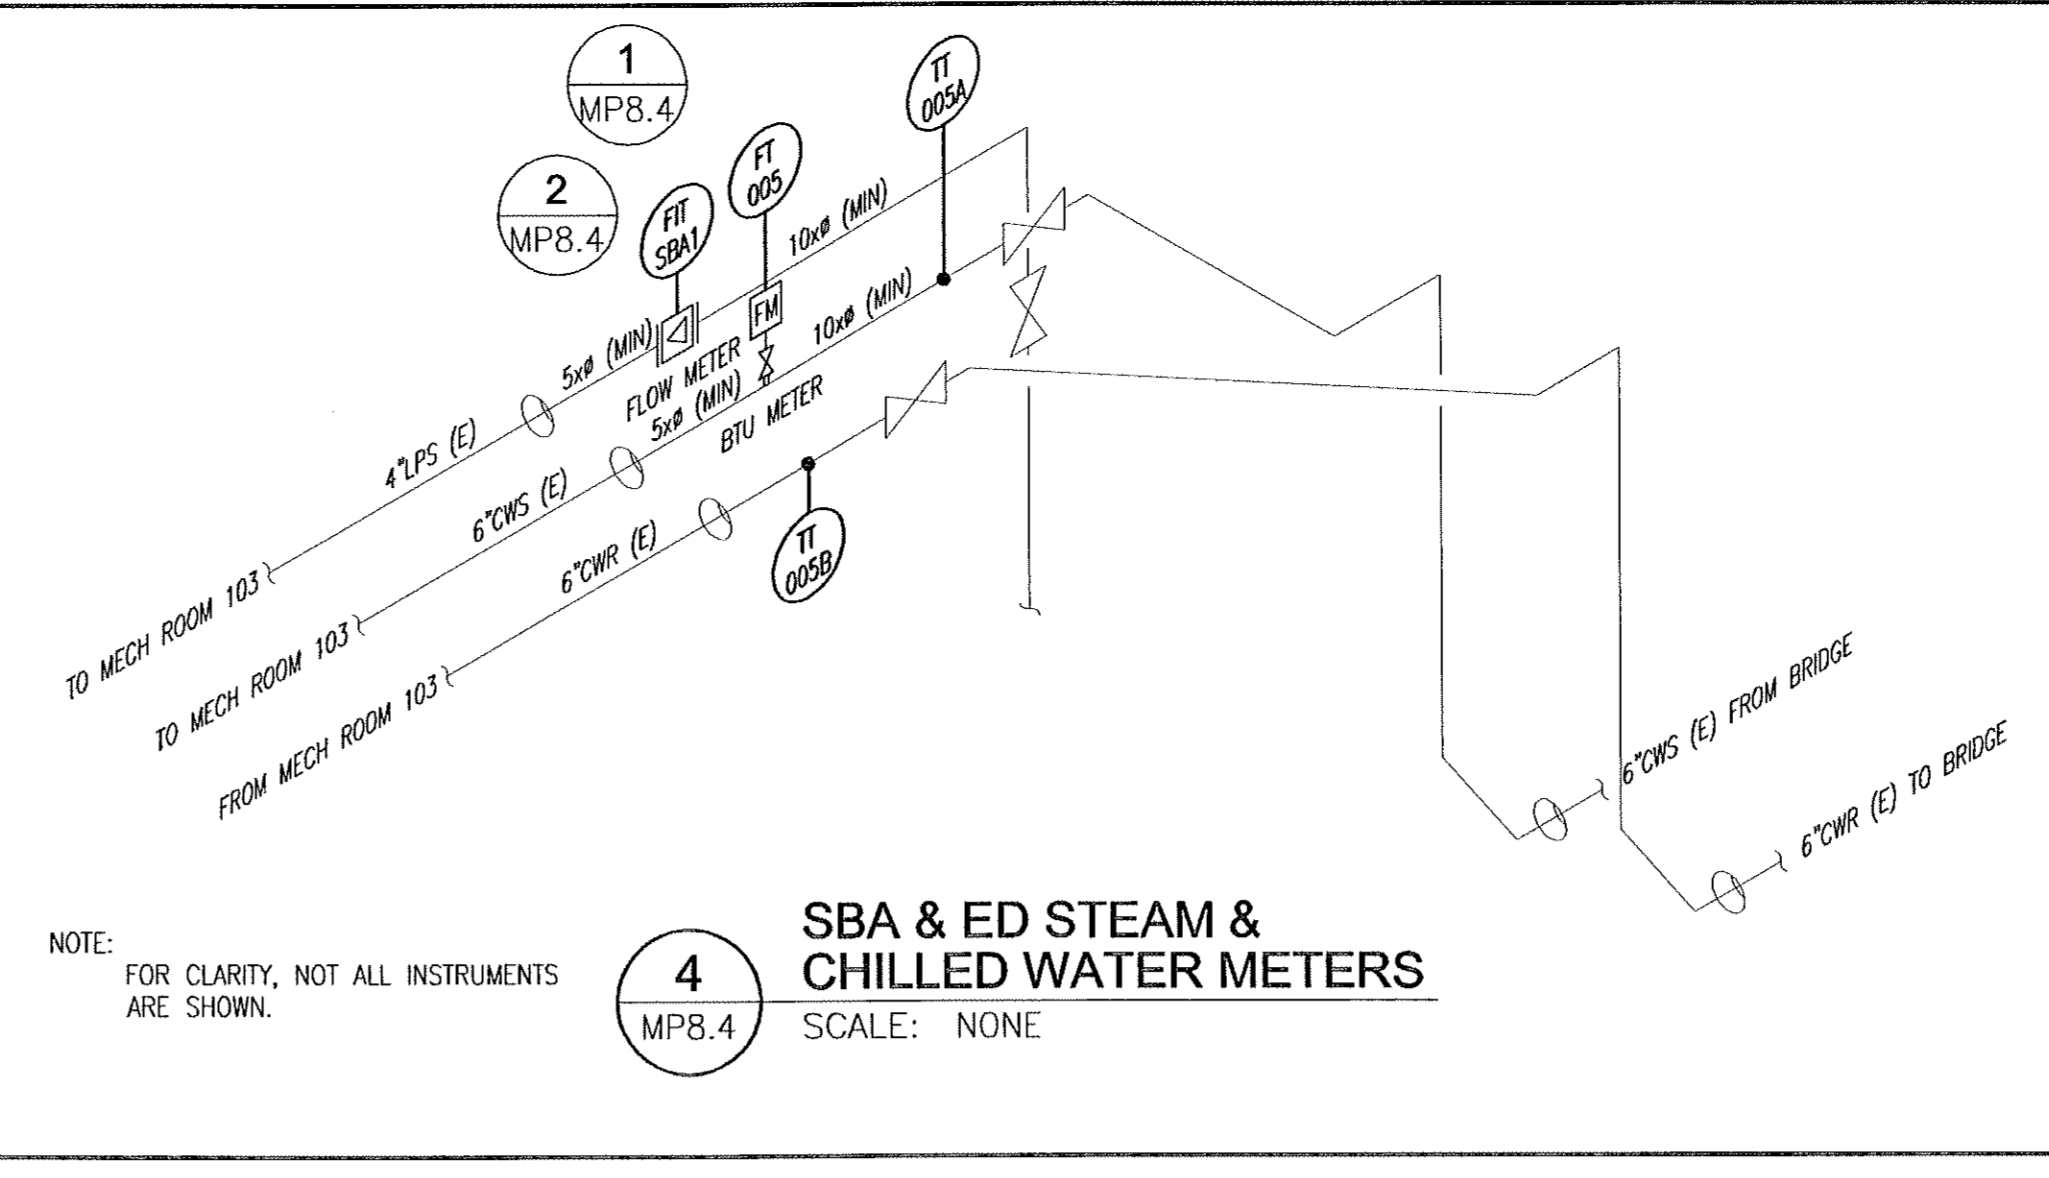 1
MP8.4
2
MP8.4
TT
005A
FT
005
FIT
SBA1
10xø (MIN)
10xø (MIN)
FM
5xø (MIN)
FLOW METER
5xø (MIN)
BTU METER
4"LPS (E)
6"CWS (E)
6"CWR (E)
TT
005B
TO MECH ROOM 103
TO MECH ROOM 103
FROM MECH ROOM 103
6"CWS (E) FROM BRIDGE
6"CWR (E) TO BRIDGE
NOTE:
FOR CLARITY, NOT ALL INSTRUMENTS
ARE SHOWN.
4
MP8.4
SBA & ED STEAM &
CHILLED WATER METERS
SCALE: NONE